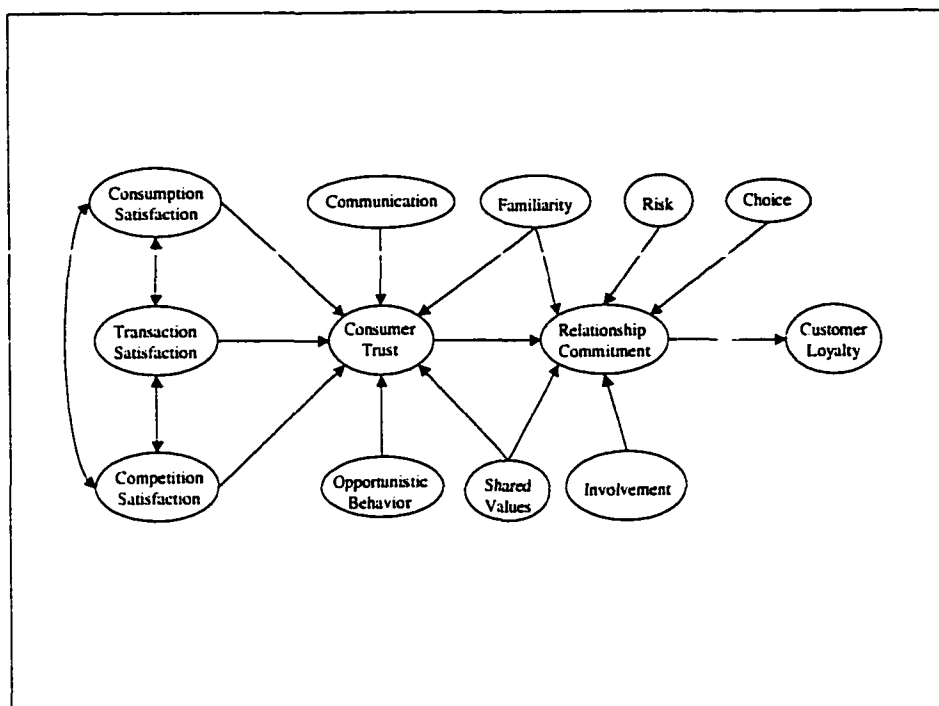 Consumption
Satisfaction
Communication
Familiarity
Risk
Choice
Transaction
Satisfaction
Consumer
Trust
Relationship
Commitment
Customer
Loyalty
Competition
Satisfaction
Opportunistic
Behavior
Shared
Values
Involvement